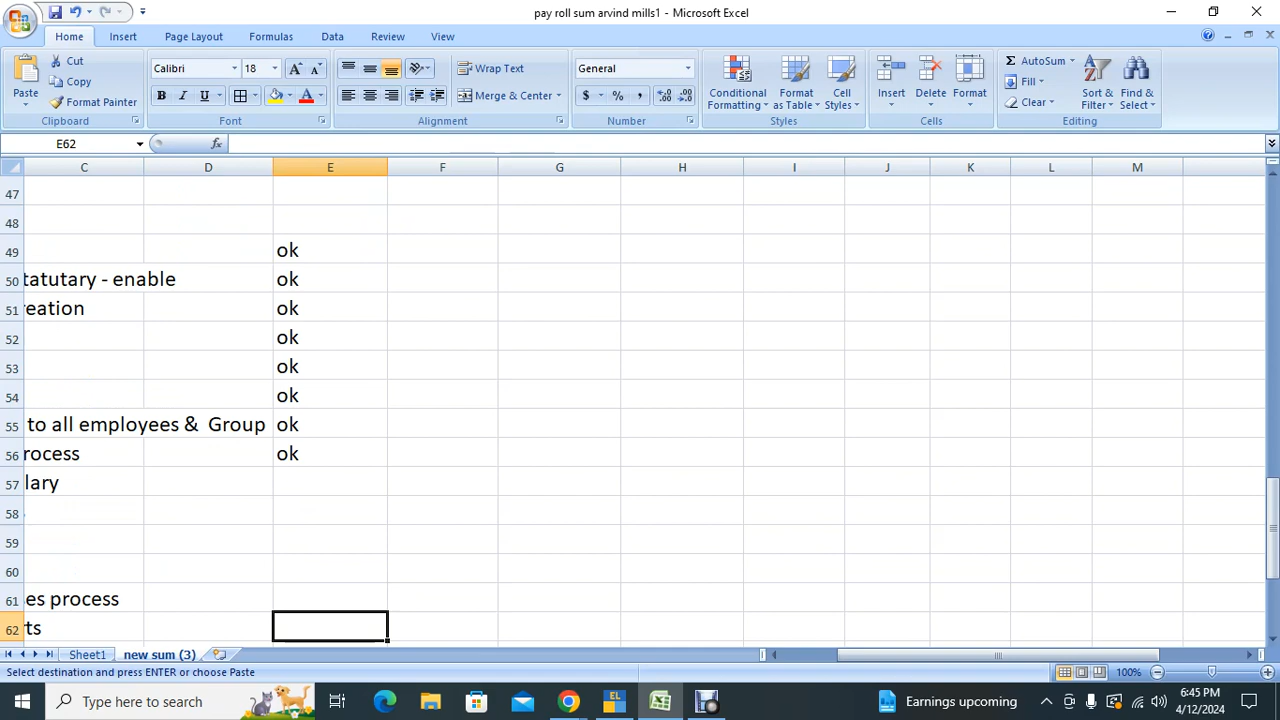 pay roll sum arvind mills1 - Microsoft Excel
Home Insert Page Layout Formulas Data Review View
Paste Cut Copy Format Painter
Calibri 18 B I U A A A
Wrap Text Merge & Center
General $ % ,
Conditional Formatting Format as Table Cell Styles
Insert Delete Format
Σ AutoSum Fill Clear Sort & Filter Find & Select
Clipboard Font Alignment Number Styles Cells Editing
E62 fx
C D E F G H I J K L M
47
48
49 ok
50 tatutary - enable ok
51 reation ok
52 ok
53 ok
54 ok
55 to all employees & Group ok
56 rocess ok
57 lary
58
59
60
61 es process
62 rts
Sheet1 new sum (3)
Select destination and press ENTER or choose Paste 100%
Type here to search EL Earnings upcoming 6:45 PM
4/12/2024